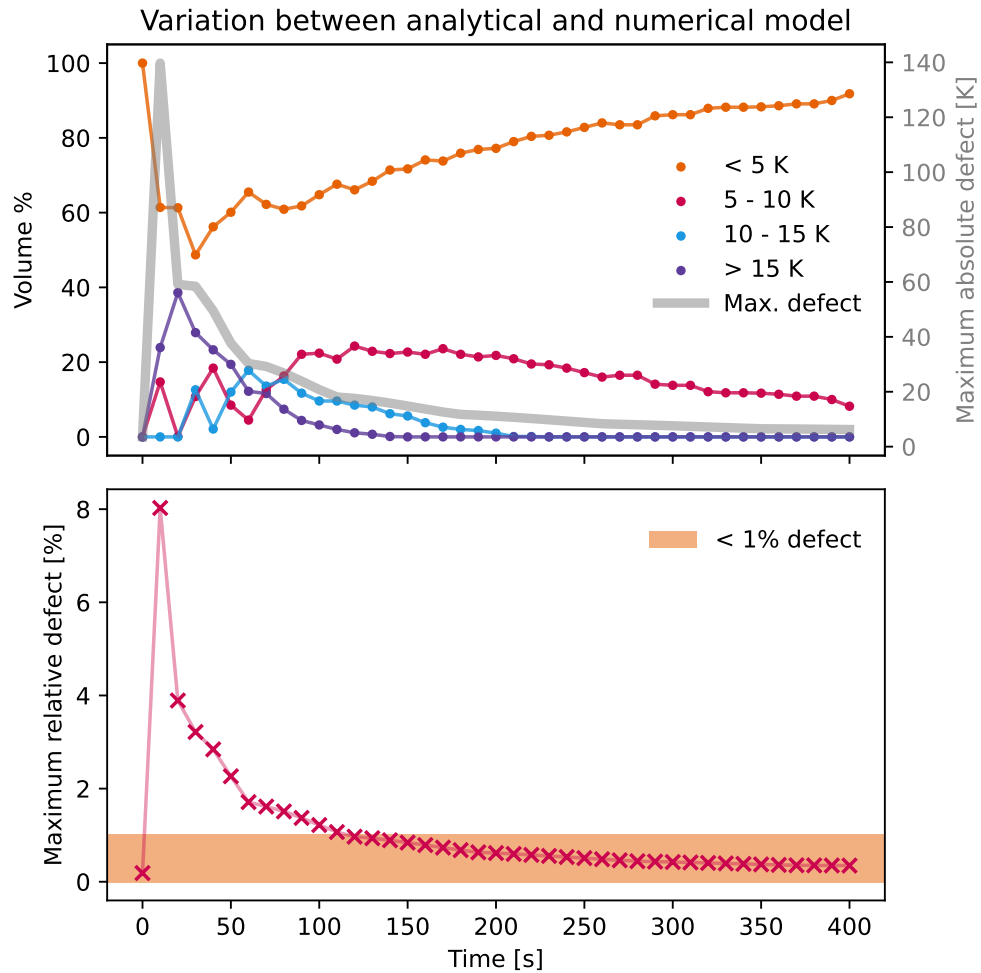 Variation between analytical and numerical model
100
80
60
40
20
0
Volume %
140
120
100
80
60
40
20
0
Maximum absolute defect [K]
< 5 K
5 - 10 K
10 - 15 K
> 15 K
Max. defect
8
6
4
2
0
Maximum relative defect [%]
< 1% defect
0
50
100
150
200
250
300
350
400
Time [s]